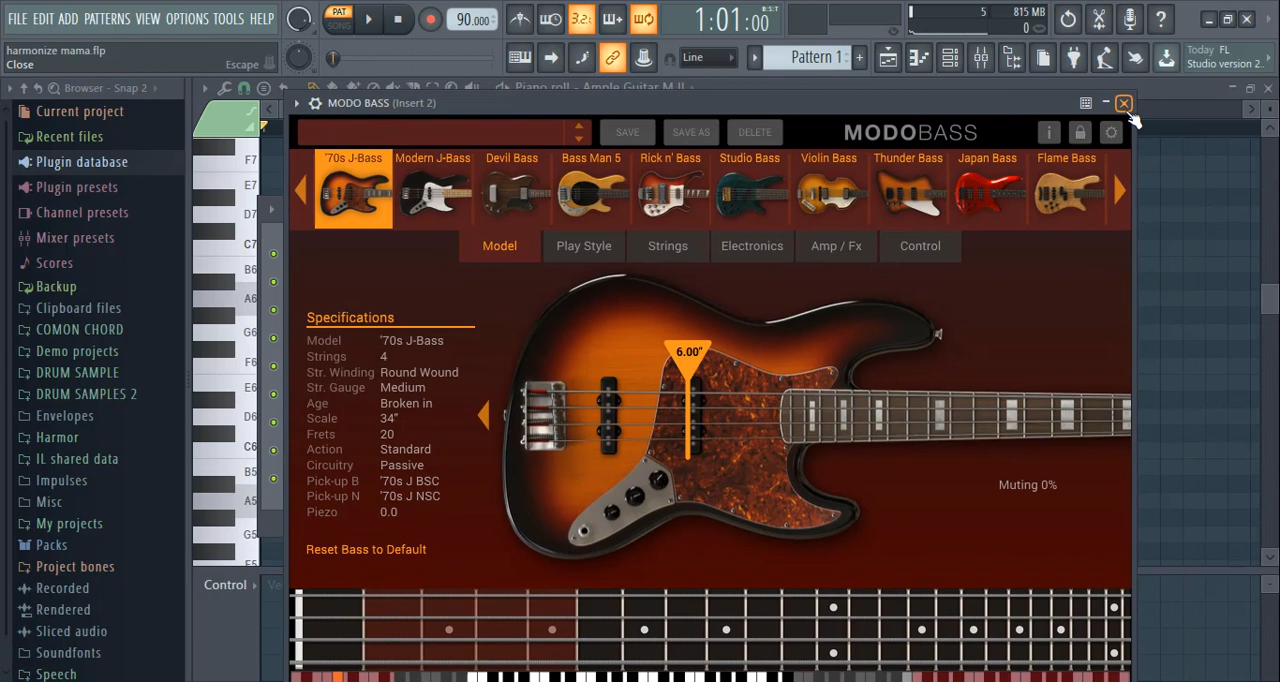 FILE EDIT ADD PATTERNS VIEW OPTIONS TOOLS HELP
PAT
SONG
90.000
3.2
1:01:00
B:S:T
5
815 MB
0
harmonize mama.flp
Close
Escape
Line
Pattern 1
Today FL
Studio version 2..
Browser - Snap 2
Piano roll - Ample Guitar M II
Current project
Recent files
Plugin database
Plugin presets
Channel presets
Mixer presets
Scores
Backup
Clipboard files
COMON CHORD
Demo projects
DRUM SAMPLE
DRUM SAMPLES 2
Envelopes
Harmor
IL shared data
Impulses
Misc
My projects
Packs
Project bones
Recorded
Rendered
Sliced audio
Soundfonts
Speech
F7
E7
D7
C7
B6
A6
G6
F6
E6
D6
C6
B5
A5
G5
F5
Control
MODO BASS (Insert 2)
SAVE
SAVE AS
DELETE
MODOBASS
'70s J-Bass
Modern J-Bass
Devil Bass
Bass Man 5
Rick n' Bass
Studio Bass
Violin Bass
Thunder Bass
Japan Bass
Flame Bass
Model
Play Style
Strings
Electronics
Amp / Fx
Control
Specifications
Model '70s J-Bass
Strings 4
Str. Winding Round Wound
Str. Gauge Medium
Age Broken in
Scale 34"
Frets 20
Action Standard
Circuitry Passive
Pick-up B '70s J BSC
Pick-up N '70s J NSC
Piezo 0.0
Reset Bass to Default
6.00"
Muting 0%